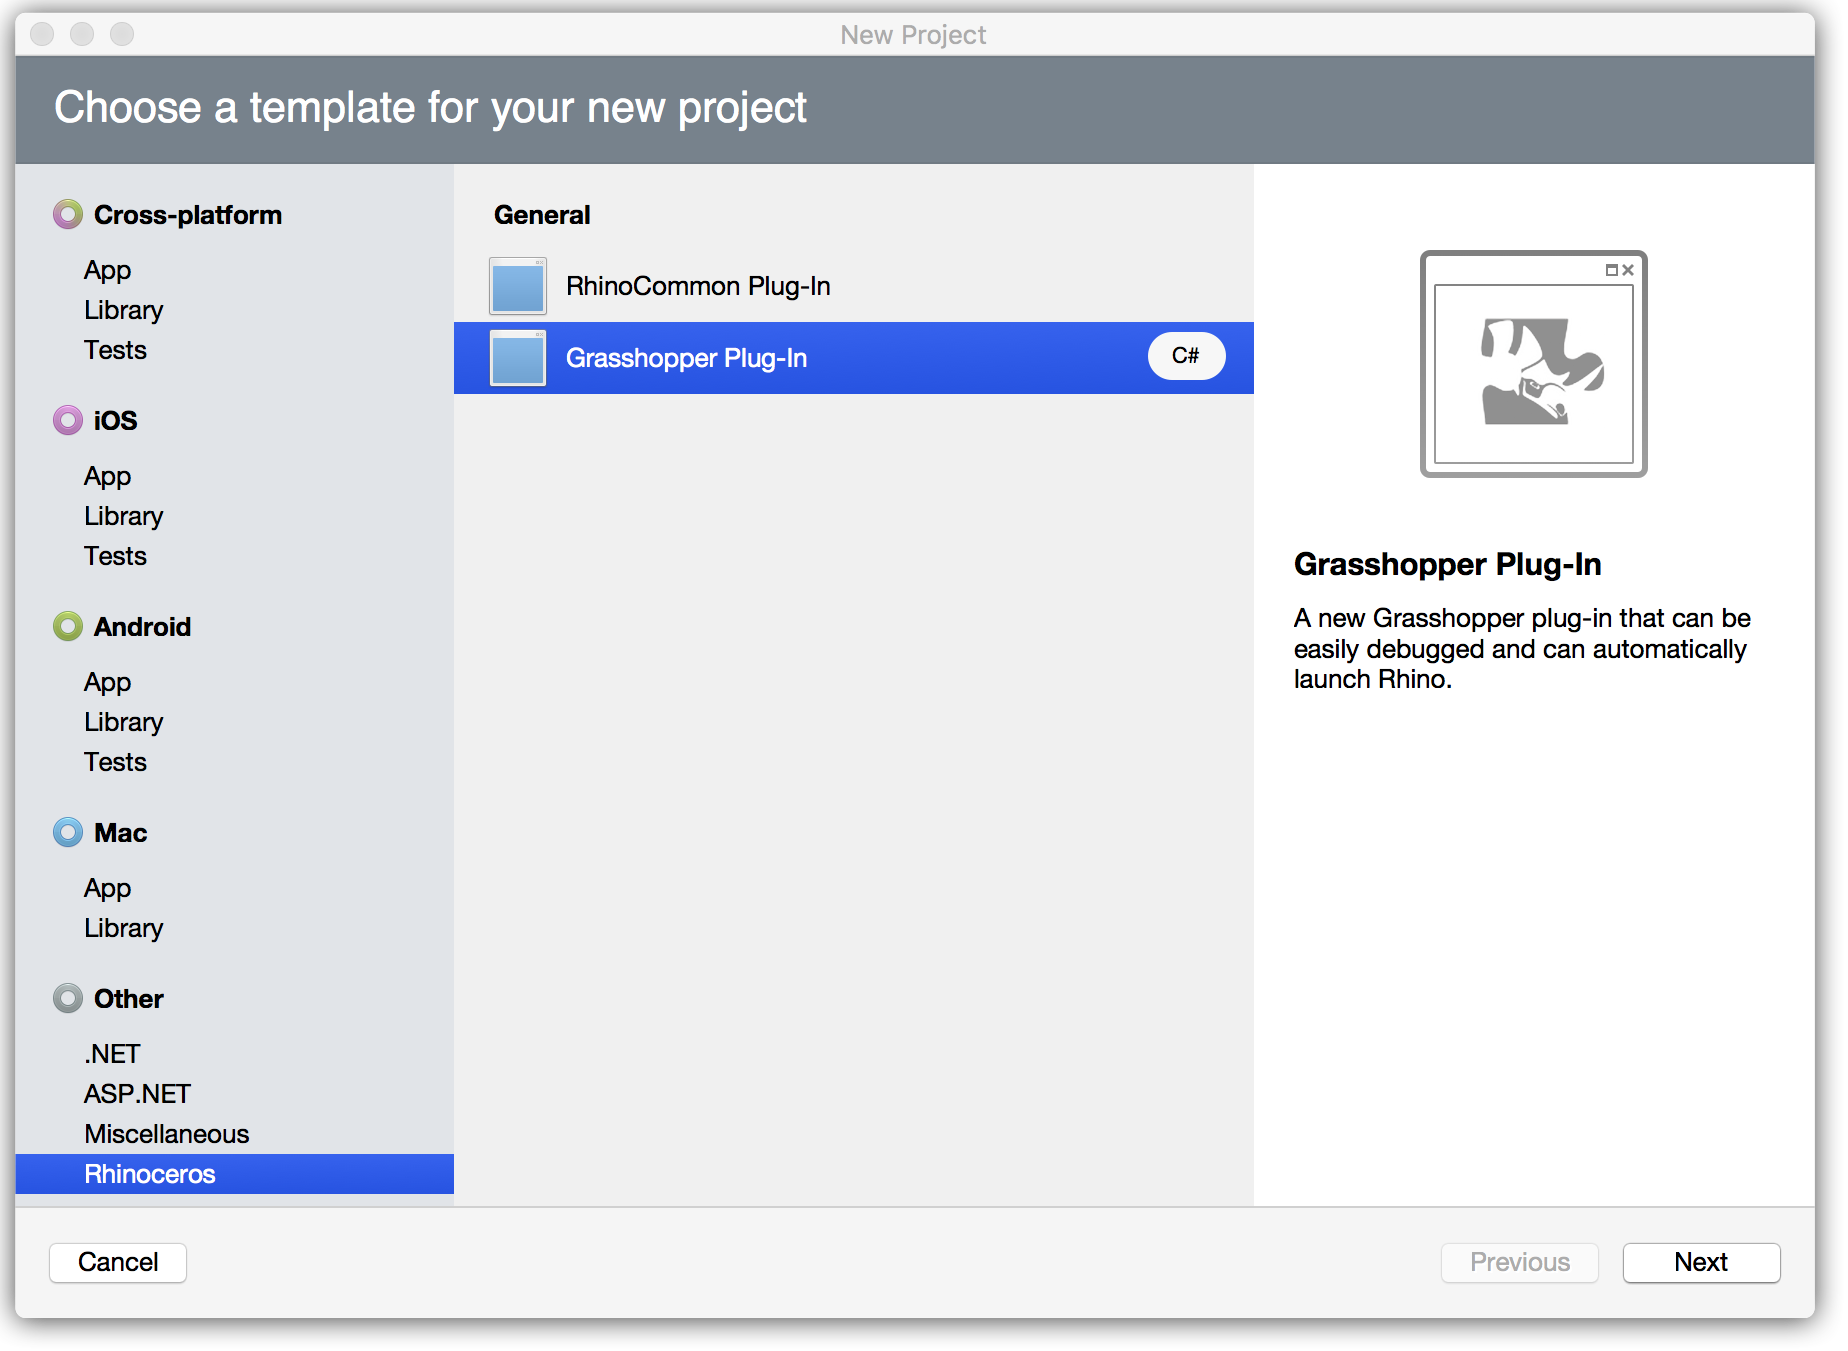 New Project
Choose a template for your new project
Cross-platform
App
Library
Tests
iOS
App
Library
Tests
Android
App
Library
Tests
Mac
App
Library
Other
.NET
ASP.NET
Miscellaneous
Rhinoceros
General
RhinoCommon Plug-In
Grasshopper Plug-In
C#
Grasshopper Plug-In
A new Grasshopper plug-in that can be
easily debugged and can automatically
launch Rhino.
Cancel
Previous
Next